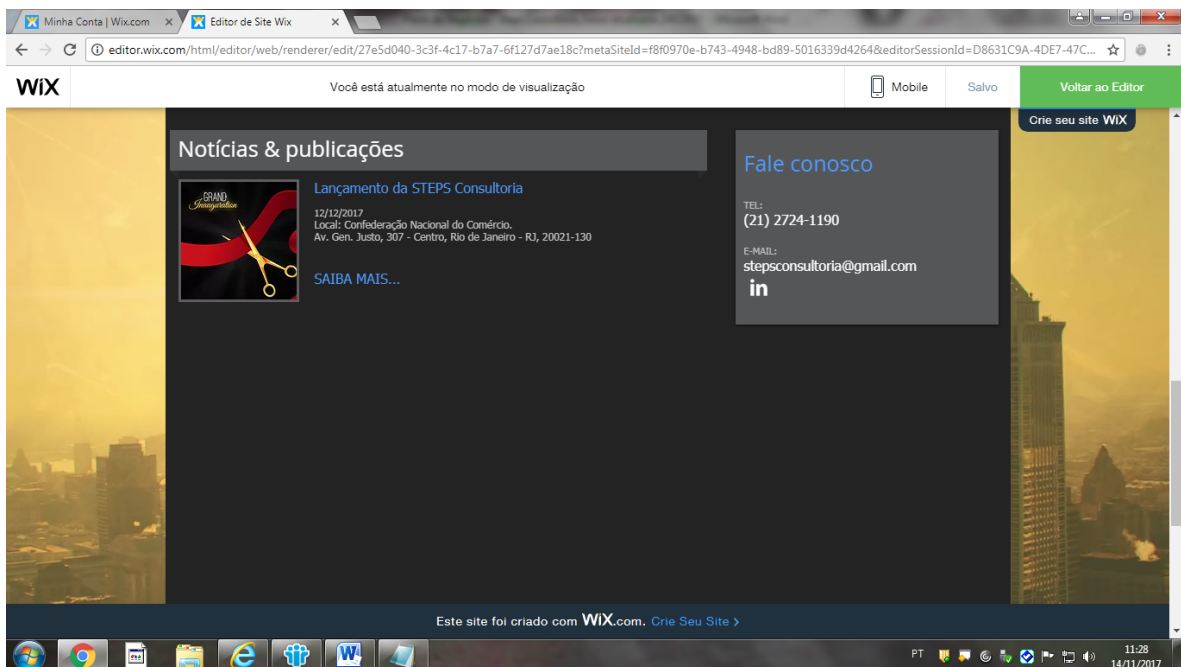 Minha Conta | Wix.com
Editor de Site Wix
editor.wix.com/html/editor/web/renderer/edit/27e5d040-3c3f-4c17-b7a7-6f127d7ae18c?metaSiteId=f8f0970e-b743-4948-bd89-5016339d4264&editorSessionId=D8631C9A-4DE7-47C...
WiX
Você está atualmente no modo de visualização
Mobile
Salvo
Voltar ao Editor
Crie seu site WiX
Notícias & publicações
GRAND
Inauguration
Lançamento da STEPS Consultoria
12/12/2017
Local: Confederação Nacional do Comércio.
Av. Gen. Justo, 307 - Centro, Rio de Janeiro - RJ, 20021-130
SAIBA MAIS...
Fale conosco
TEL:
(21) 2724-1190
E-MAIL:
stepsconsultoria@gmail.com
in
Este site foi criado com WiX.com. Crie Seu Site >
PT
11:28
14/11/2017